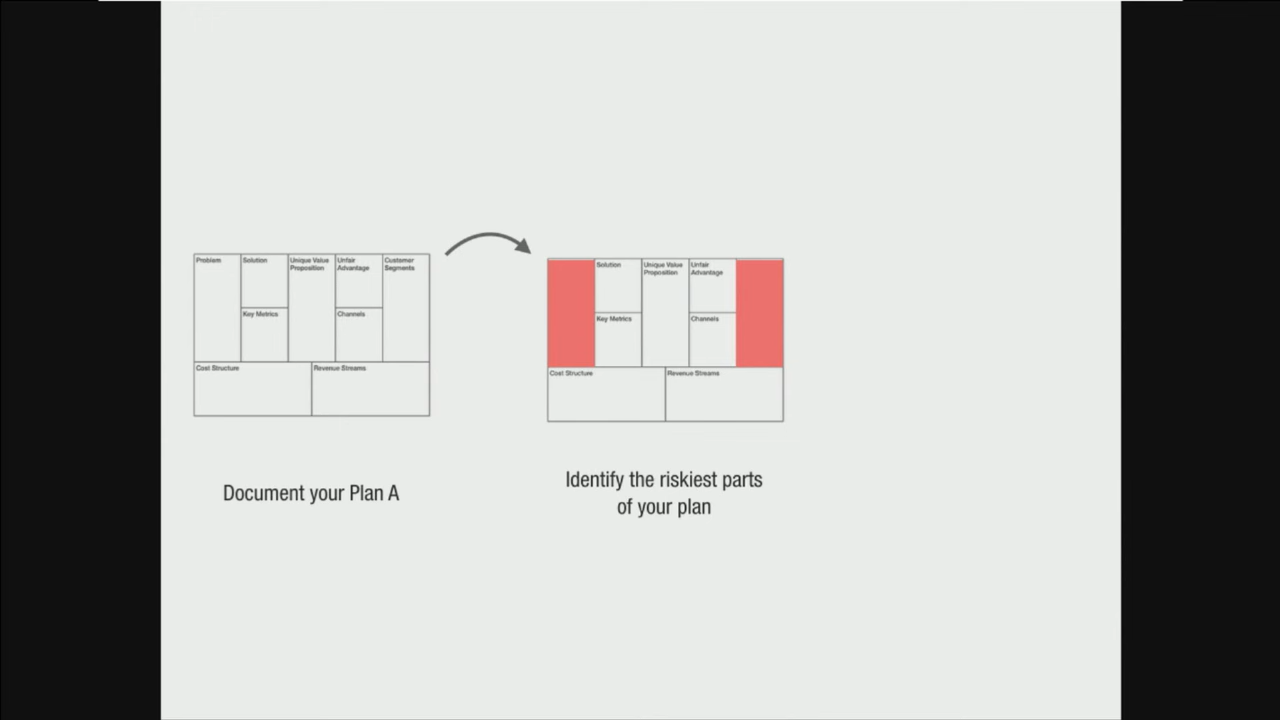 Problem
Solution
Unique Value
Proposition
Unfair
Advantage
Customer
Segments
Key Metrics
Channels
Cost Structure
Revenue Streams
Document your Plan A
Solution
Unique Value
Proposition
Unfair
Advantage
Key Metrics
Channels
Cost Structure
Revenue Streams
Identify the riskiest parts
of your plan